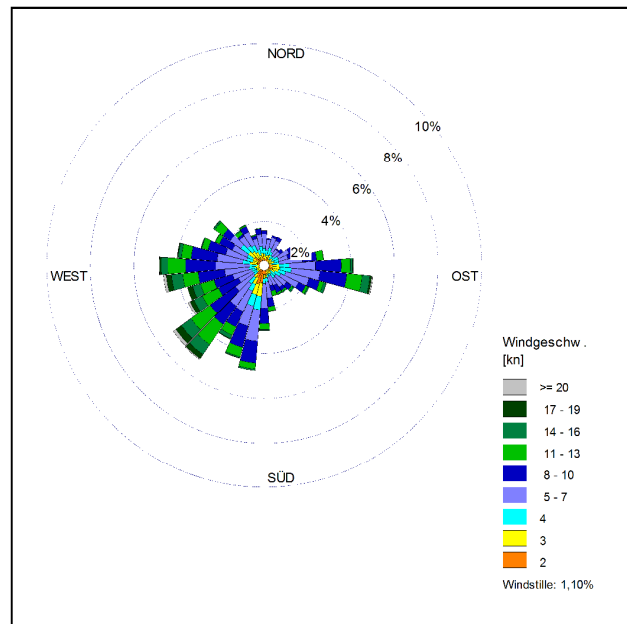 NORD
10%
8%
6%
4%
2%
WEST
OST
SÜD
Windgeschw .
[kn]
>= 20
17 - 19
14 - 16
11 - 13
8 - 10
5 - 7
4
3
2
Windstille: 1,10%